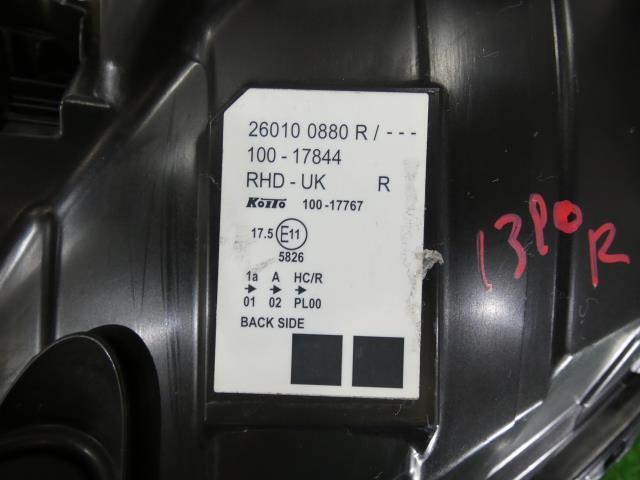 26010 0880 R / ---
100 - 17844
RHD - UK R
KOITO 100 -17767
17.5 E11
5826
1a A HC/R
01 02 PL00
BACK SIDE
13P0 R